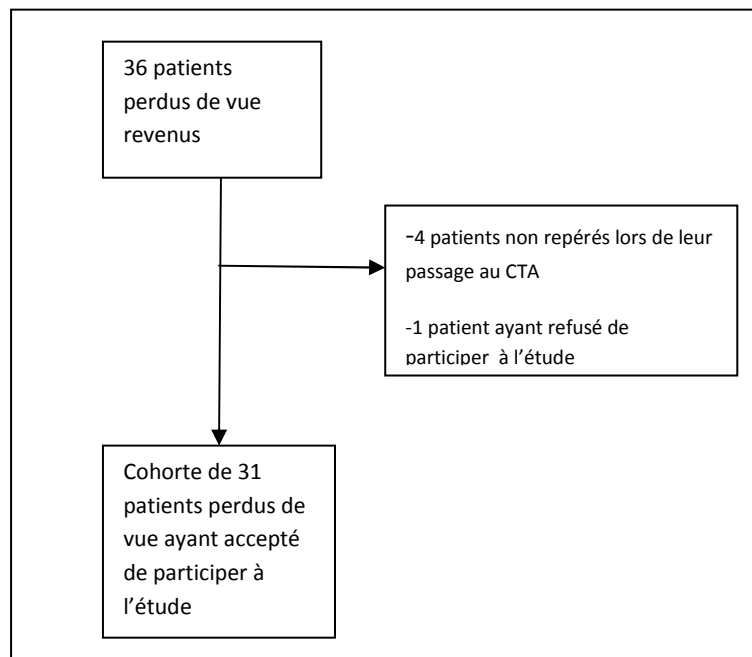 36 patients
perdus de vue
revenus
-4 patients non repérés lors de leur
passage au CTA
-1 patient ayant refusé de
participer à l’étude
Cohorte de 31
patients perdus de
vue ayant accepté
de participer à
l’étude